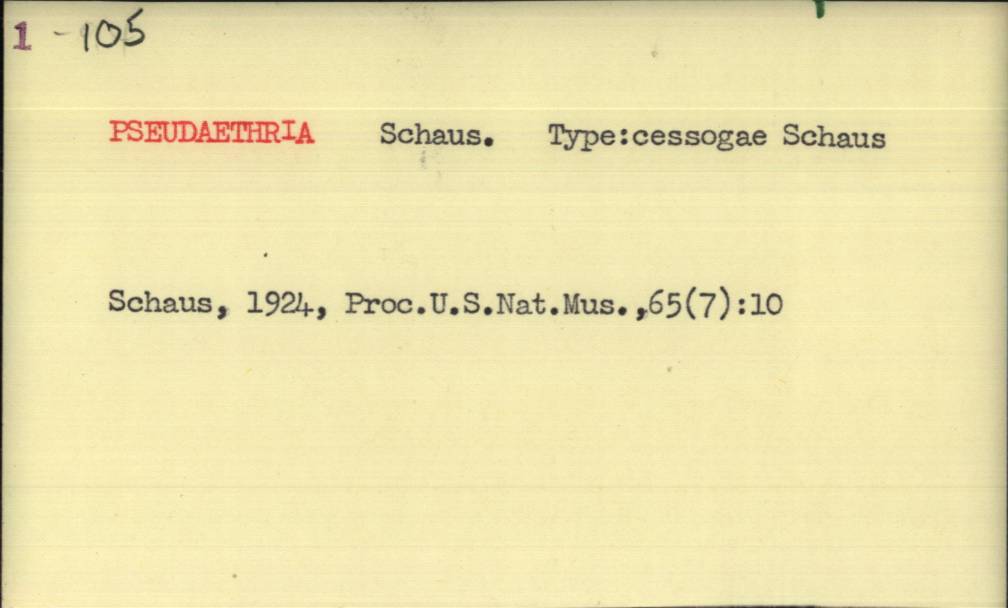 1 -105
PSEUDAETHRIA Schaus. Type:cessogae Schaus
Schaus, 1924, Proc.U.S.Nat.Mus.,65(7):10